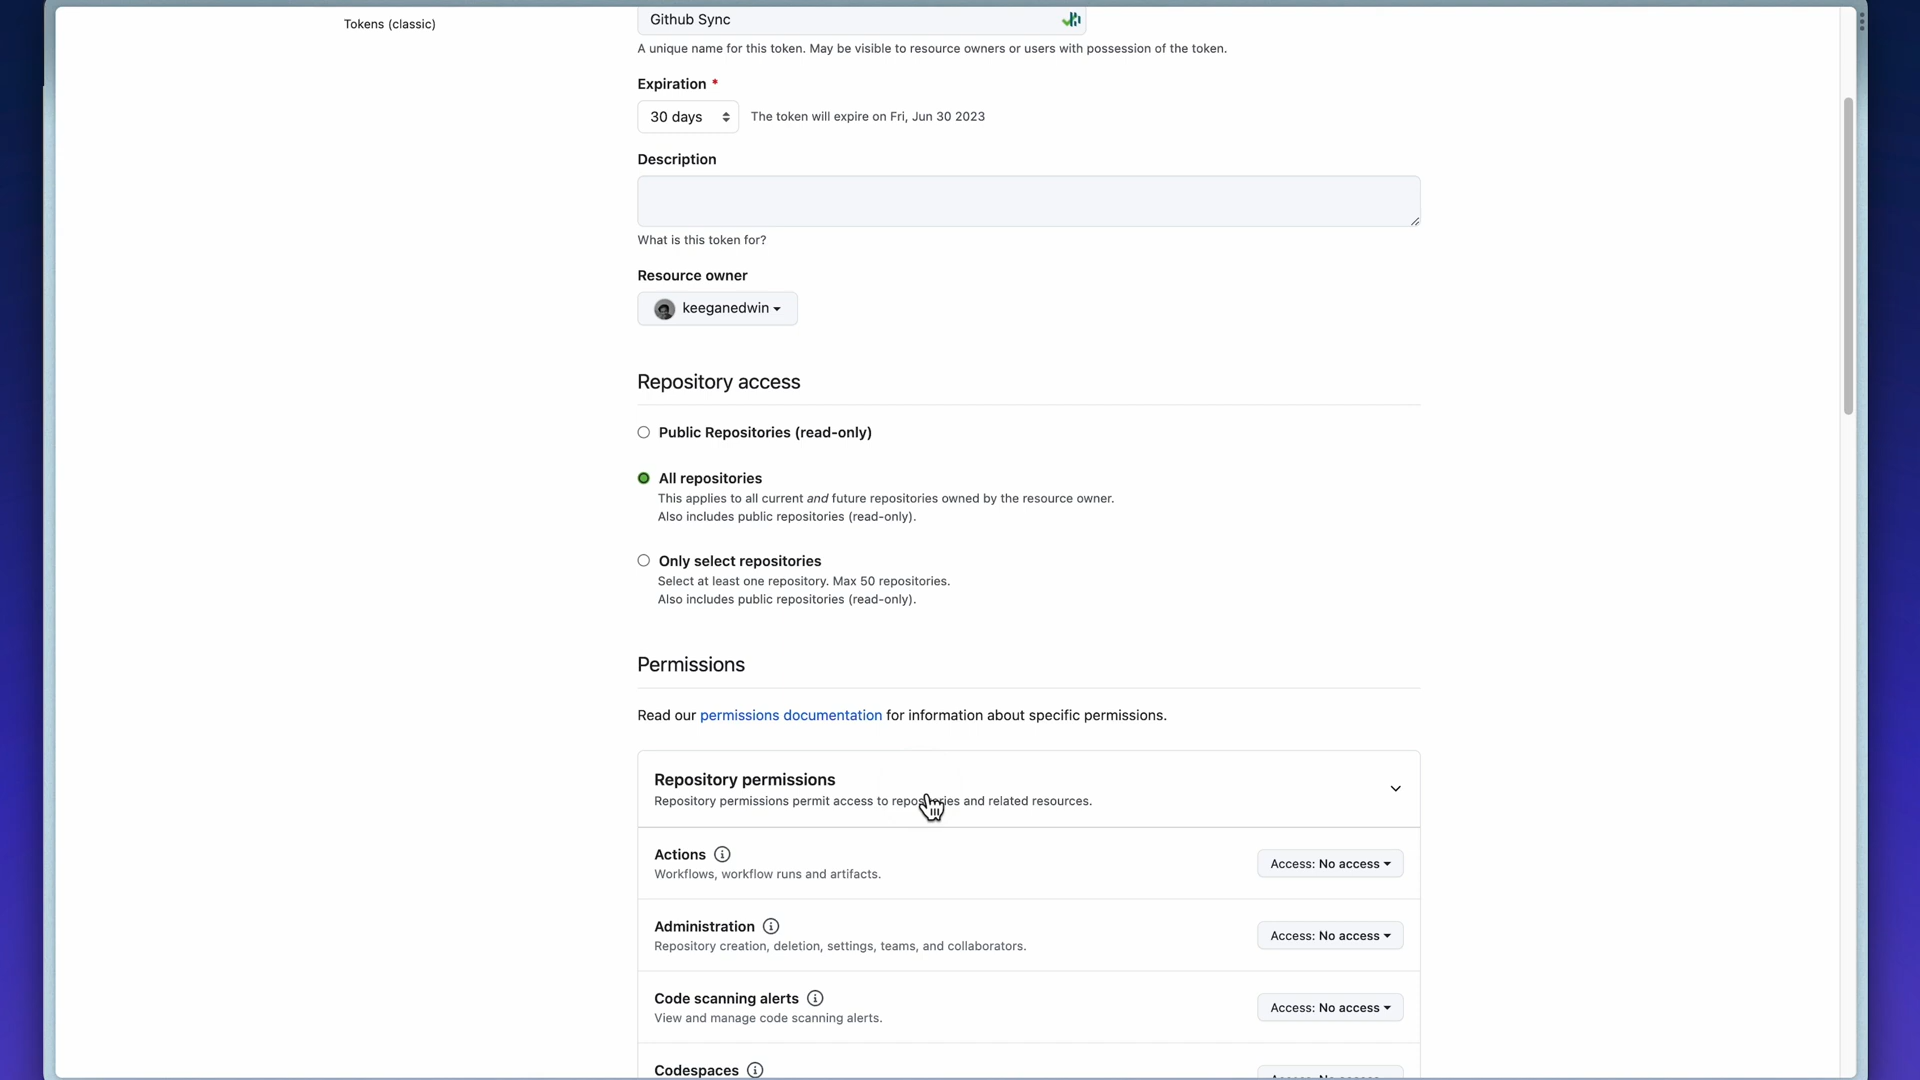 Tokens (classic)
Github Sync
A unique name for this token. May be visible to resource owners or users with possession of the token.
Expiration *
30 days
The token will expire on Fri, Jun 30 2023
Description
What is this token for?
Resource owner
keeganedwin
Repository access
Public Repositories (read-only)
All repositories
This applies to all current and future repositories owned by the resource owner.
Also includes public repositories (read-only).
Only select repositories
Select at least one repository. Max 50 repositories.
Also includes public repositories (read-only).
Permissions
Read our permissions documentation for information about specific permissions.
Repository permissions
Repository permissions permit access to repositories and related resources.
Actions
Access: No access
Workflows, workflow runs and artifacts.
Administration
Access: No access
Repository creation, deletion, settings, teams, and collaborators.
Code scanning alerts
Access: No access
View and manage code scanning alerts.
Codespaces
Access: No access